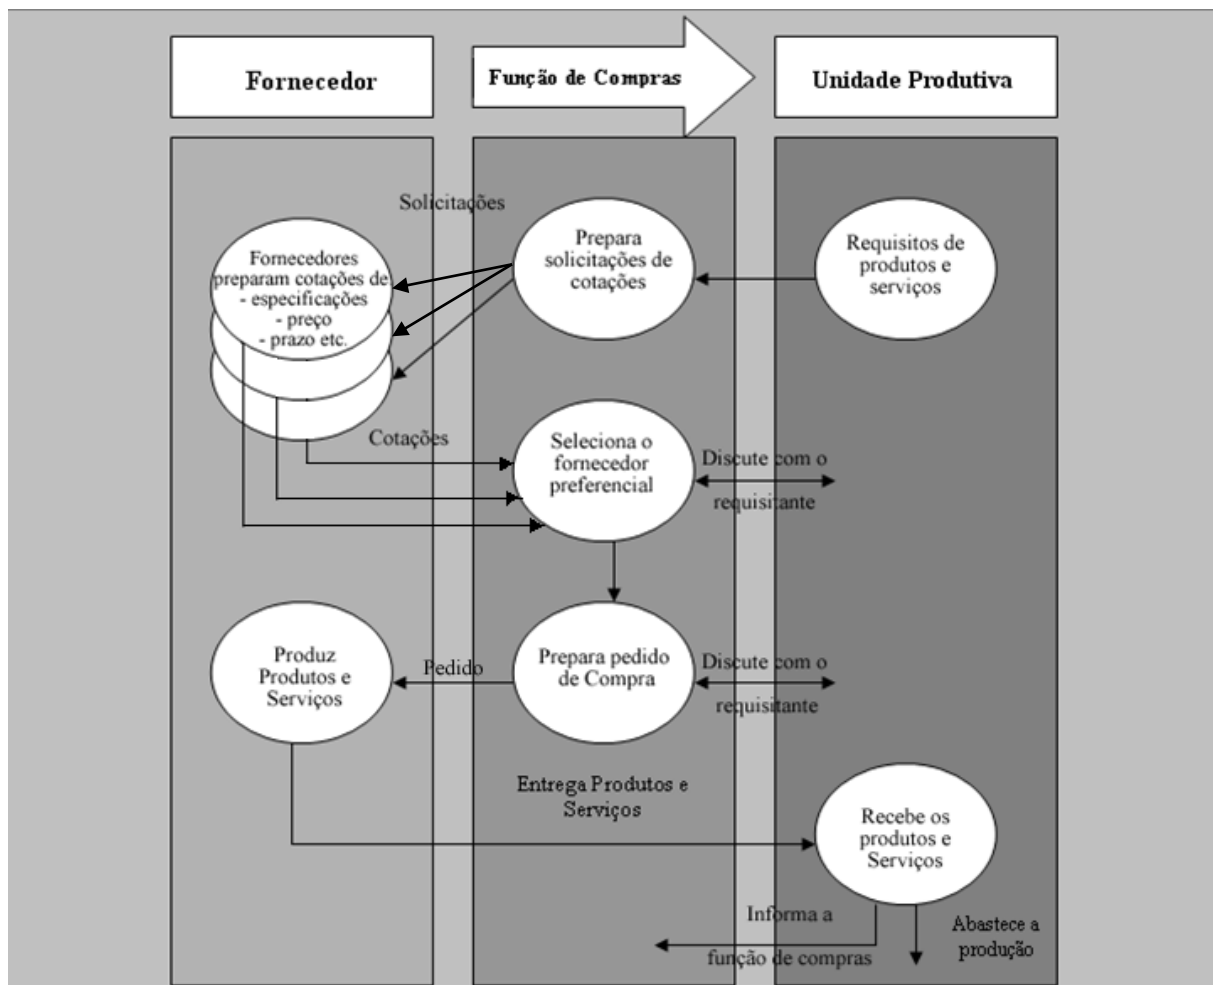 Fornecedor
Função de Compras
Unidade Produtiva
Solicitações
Fornecedores
preparam cotações de:
- especificações
- preço
- prazo etc.
Prepara
solicitações de
cotações
Requisitos de
produtos e
serviços
Cotações
Seleciona o
fornecedor
preferencial
Discute com o
requisitante
Produz
Produtos e
Serviços
Pedido
Prepara pedido
de Compra
Discute com o
requisitante
Entrega Produtos e
Serviços
Recebe os
produtos e
Serviços
Informa a
função de compras
Abastece a
produção